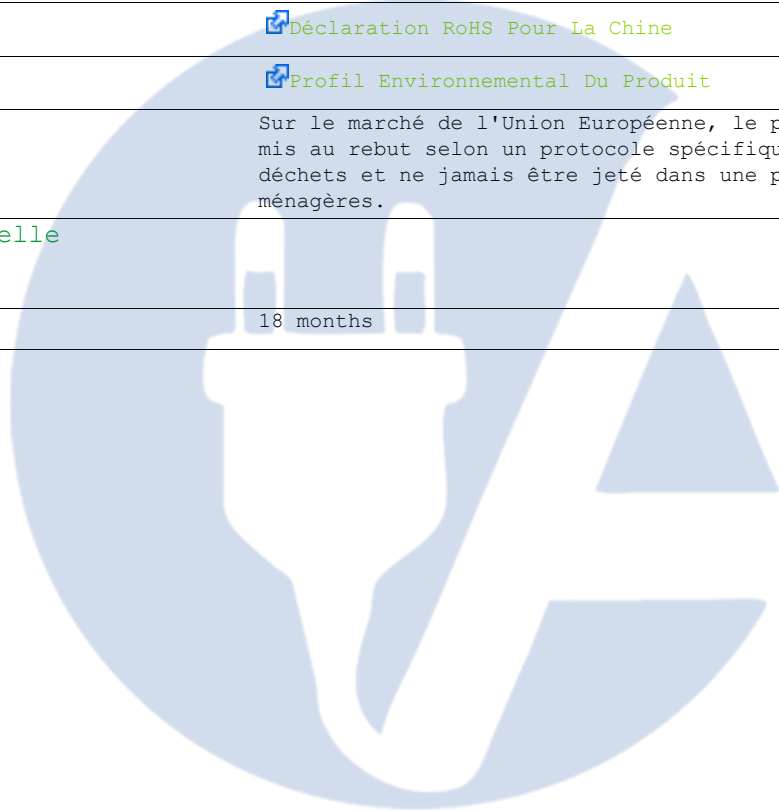 Déclaration RoHS Pour La Chine
Profil Environnemental Du Produit
Sur le marché de l'Union Européenne, le p
mis au rebut selon un protocole spécifiqu
déchets et ne jamais être jeté dans une p
ménagères.
elle
18 months